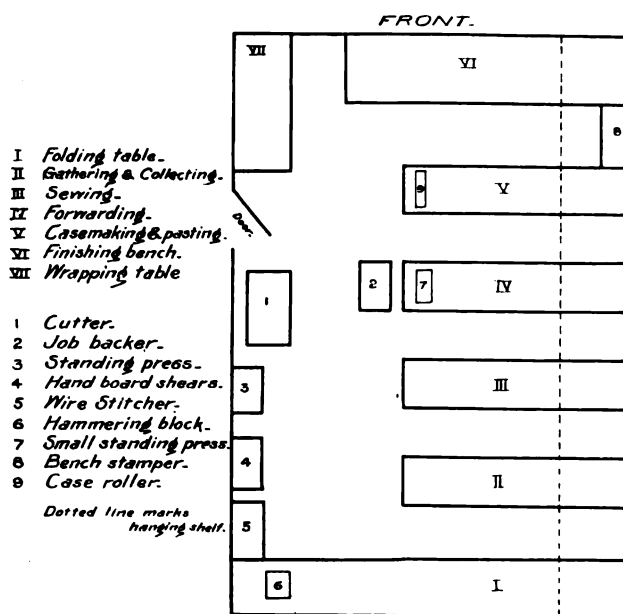 FRONT.
VII
VI
8
I Folding table.
II Gathering & Collecting.
III Sewing.
IV Forwarding.
V Casemaking & pasting.
VI Finishing bench.
VII Wrapping table
9
V
Door.
1
2
7
IV
1 Cutter.
2 Job backer.
3 Standing press.
4 Hand board shears.
5 Wire Stitcher.
6 Hammering block.
7 Small standing press.
8 Bench stamper.
9 Case roller.
Dotted line marks
hanging shelf.
3
III
4
II
5
6
I